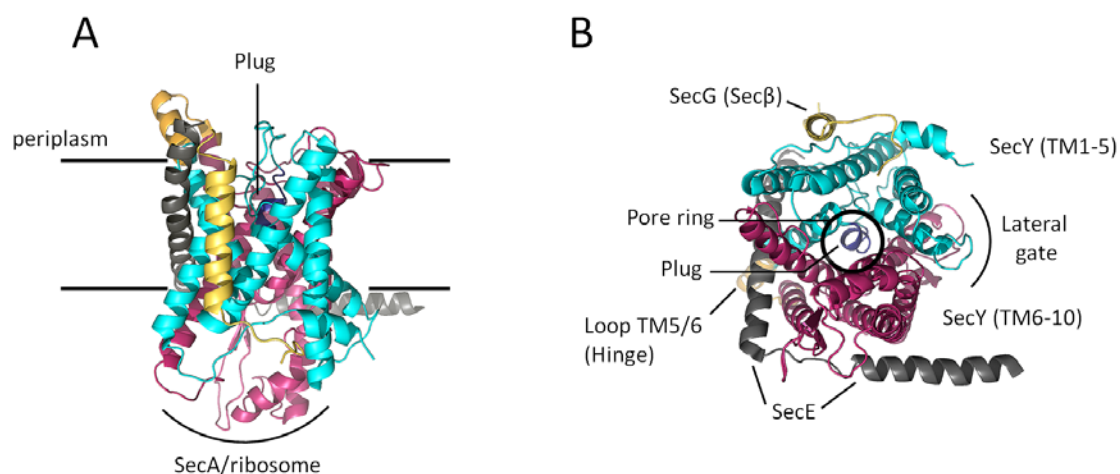 A
Plug
periplasm
SecA/ribosome
B
SecG (Secβ)
SecY (TM1-5)
Pore ring
Lateral
gate
Plug
Loop TM5/6
(Hinge)
SecY (TM6-10)
SecE